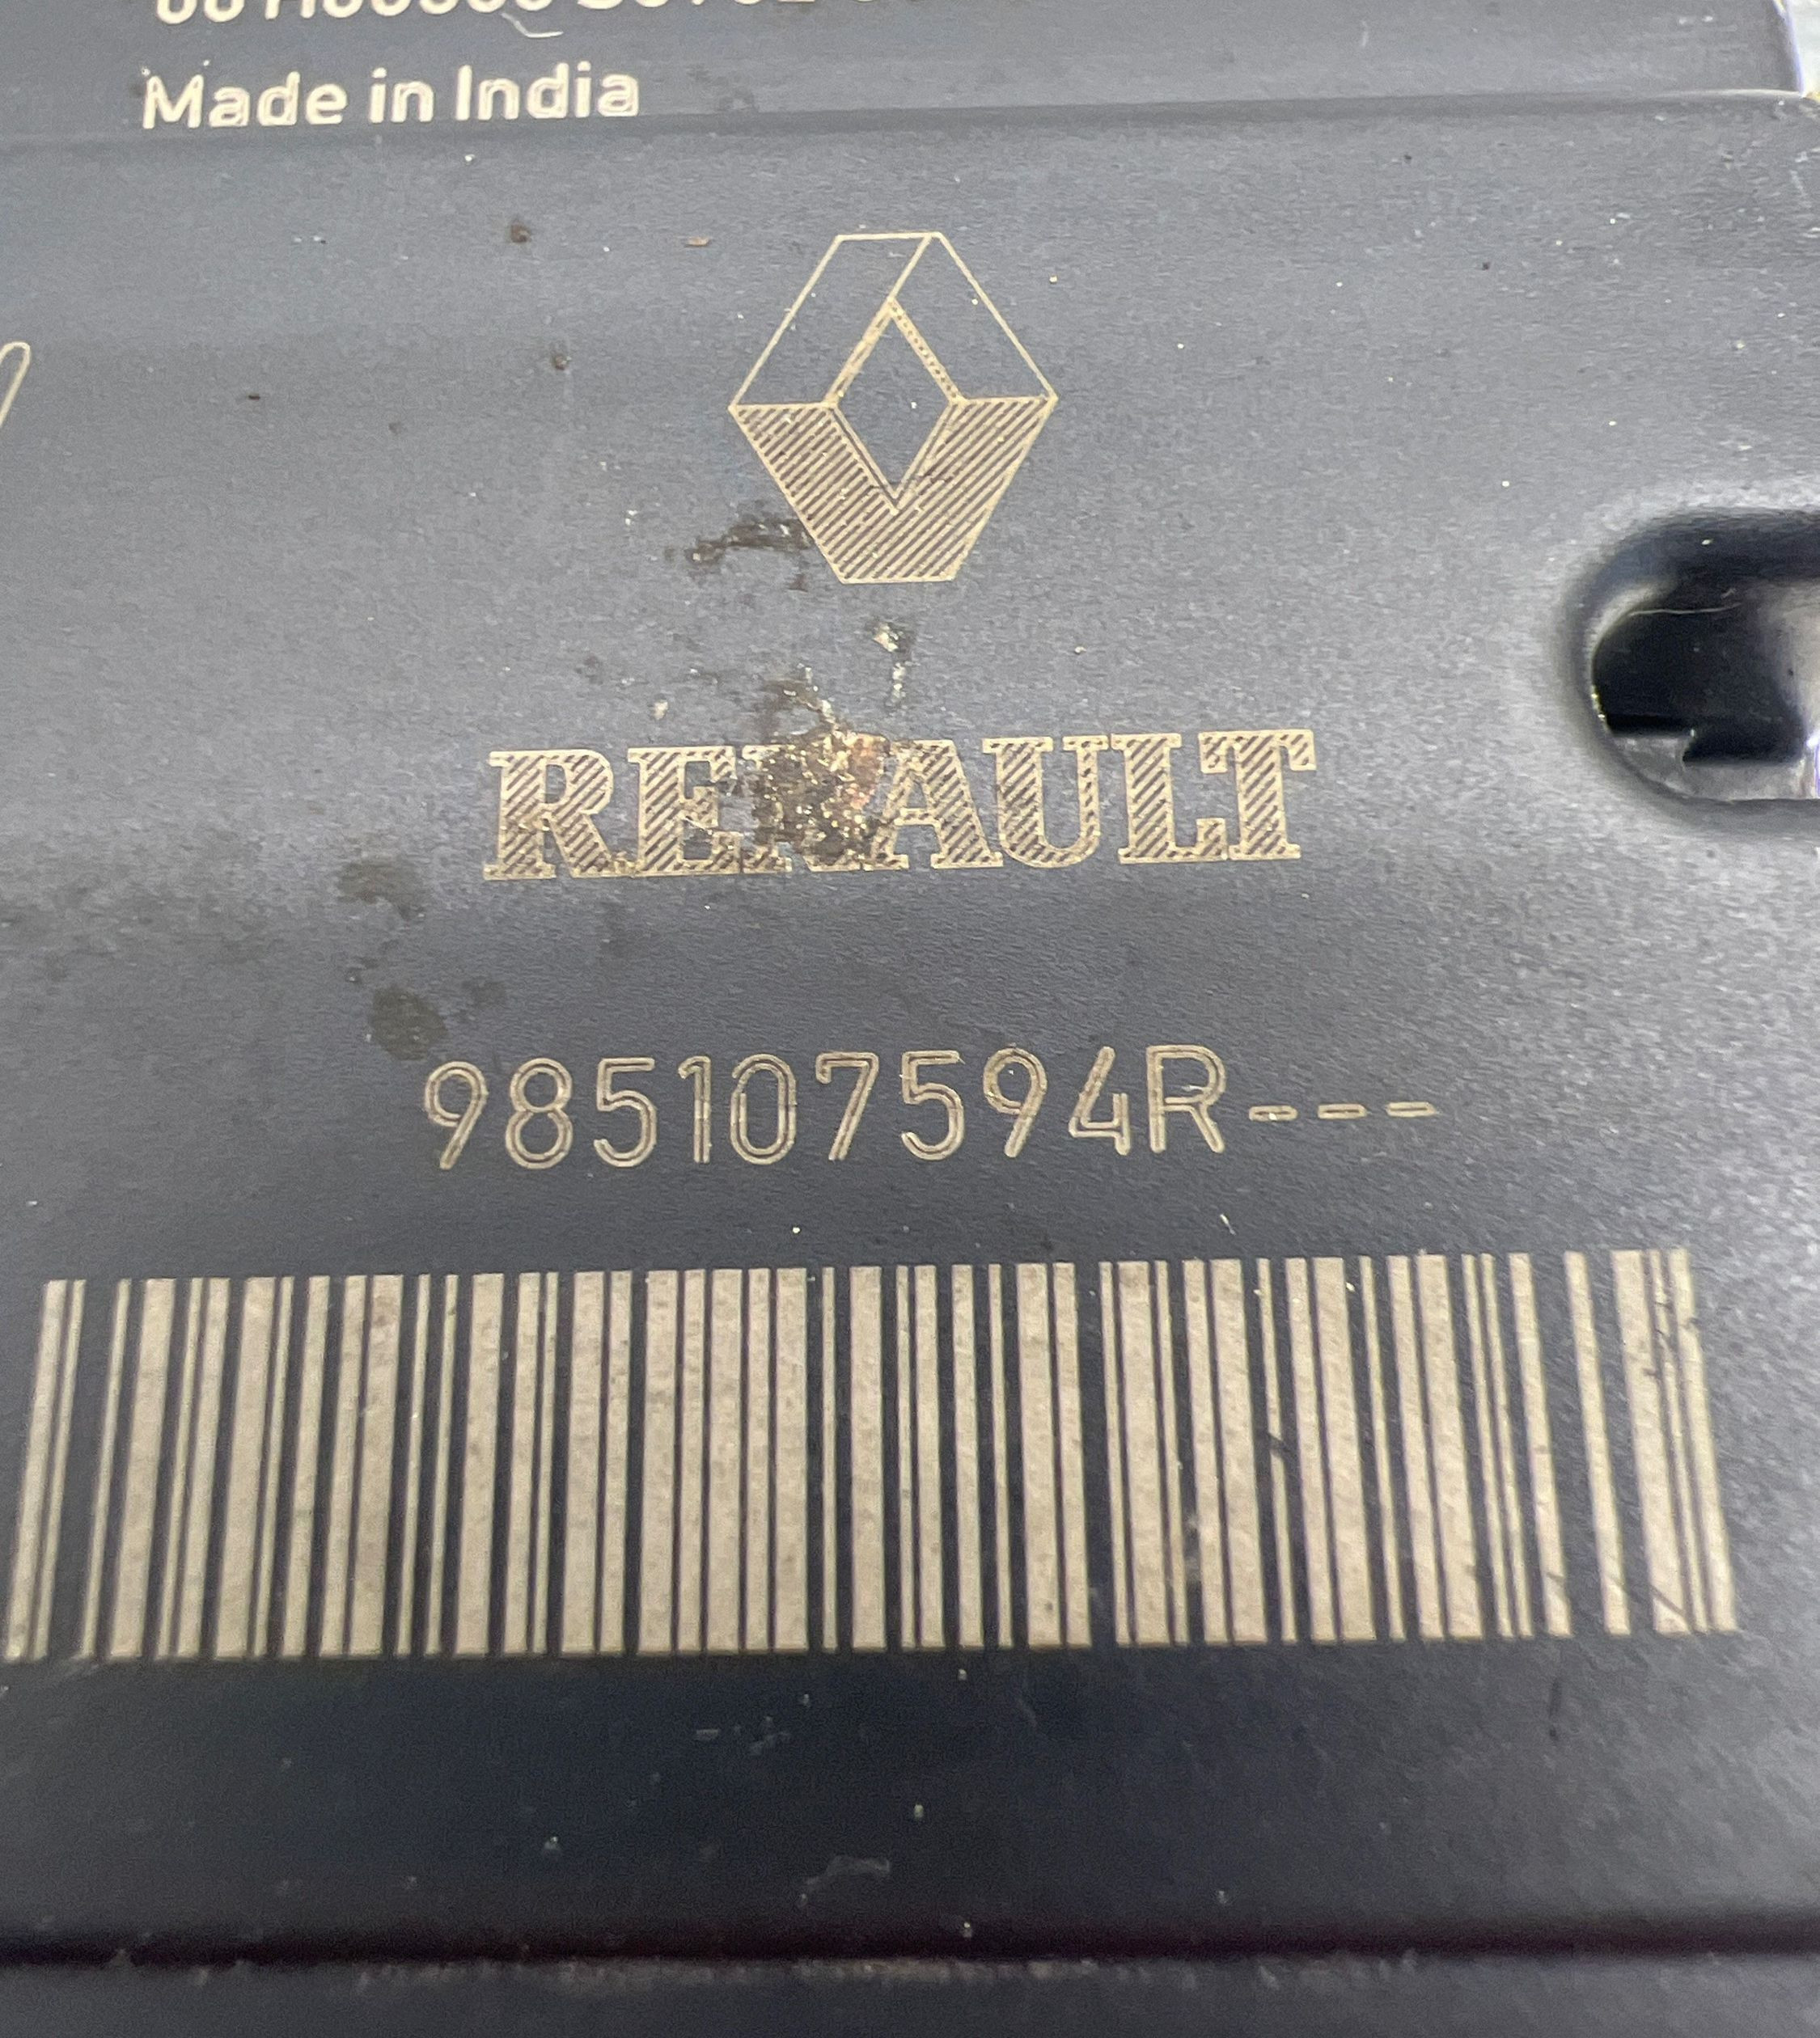 Made in India
RENAULT
985107594R---